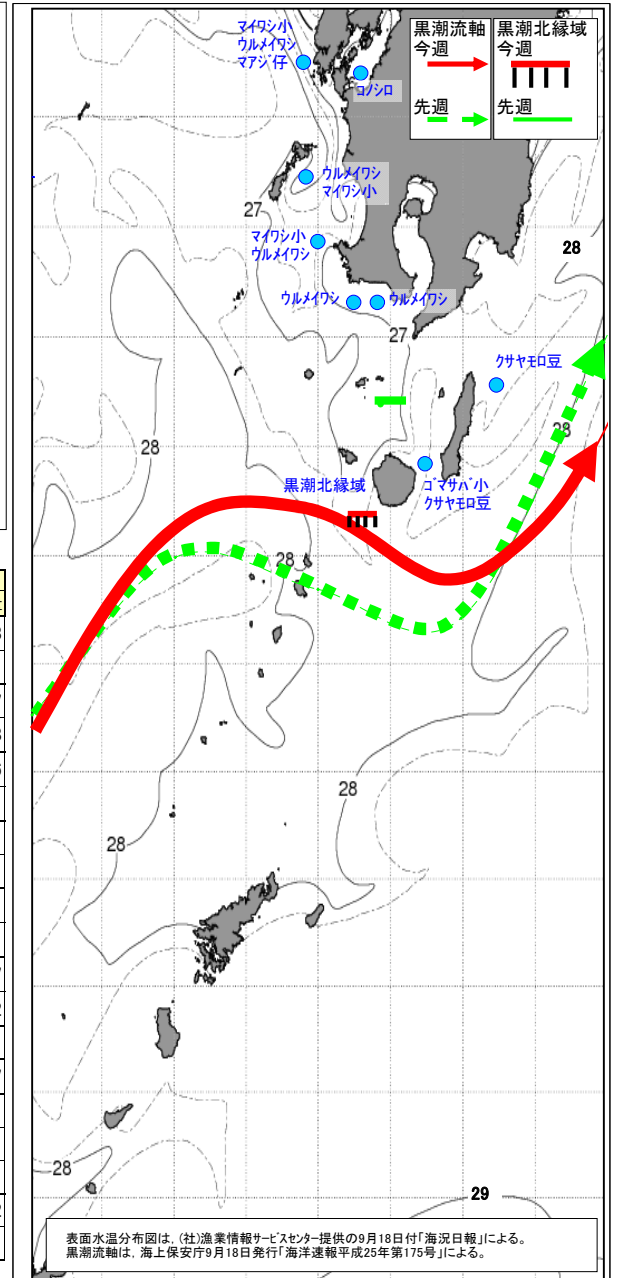 黒潮流軸
今週
先週
黒潮北縁域
今週
先週
マイワシ小
ウルメイワシ
マアジ仔
コノシロ
ウルメイワシ
マイワシ小
27
マイワシ小
ウルメイワシ
28
ウルメイワシ
ウルメイワシ
27
クサヤモロ豆
28
28
黒潮北縁域
ゴマサバ小
クサヤモロ豆
28
28
28
28
29
表面水温分布図は，(社)漁業情報サービスセンター提供の9月18日付「海況日報」による。
黒潮流軸は，海上保安庁9月18日発行「海洋速報平成25年第175号」による。